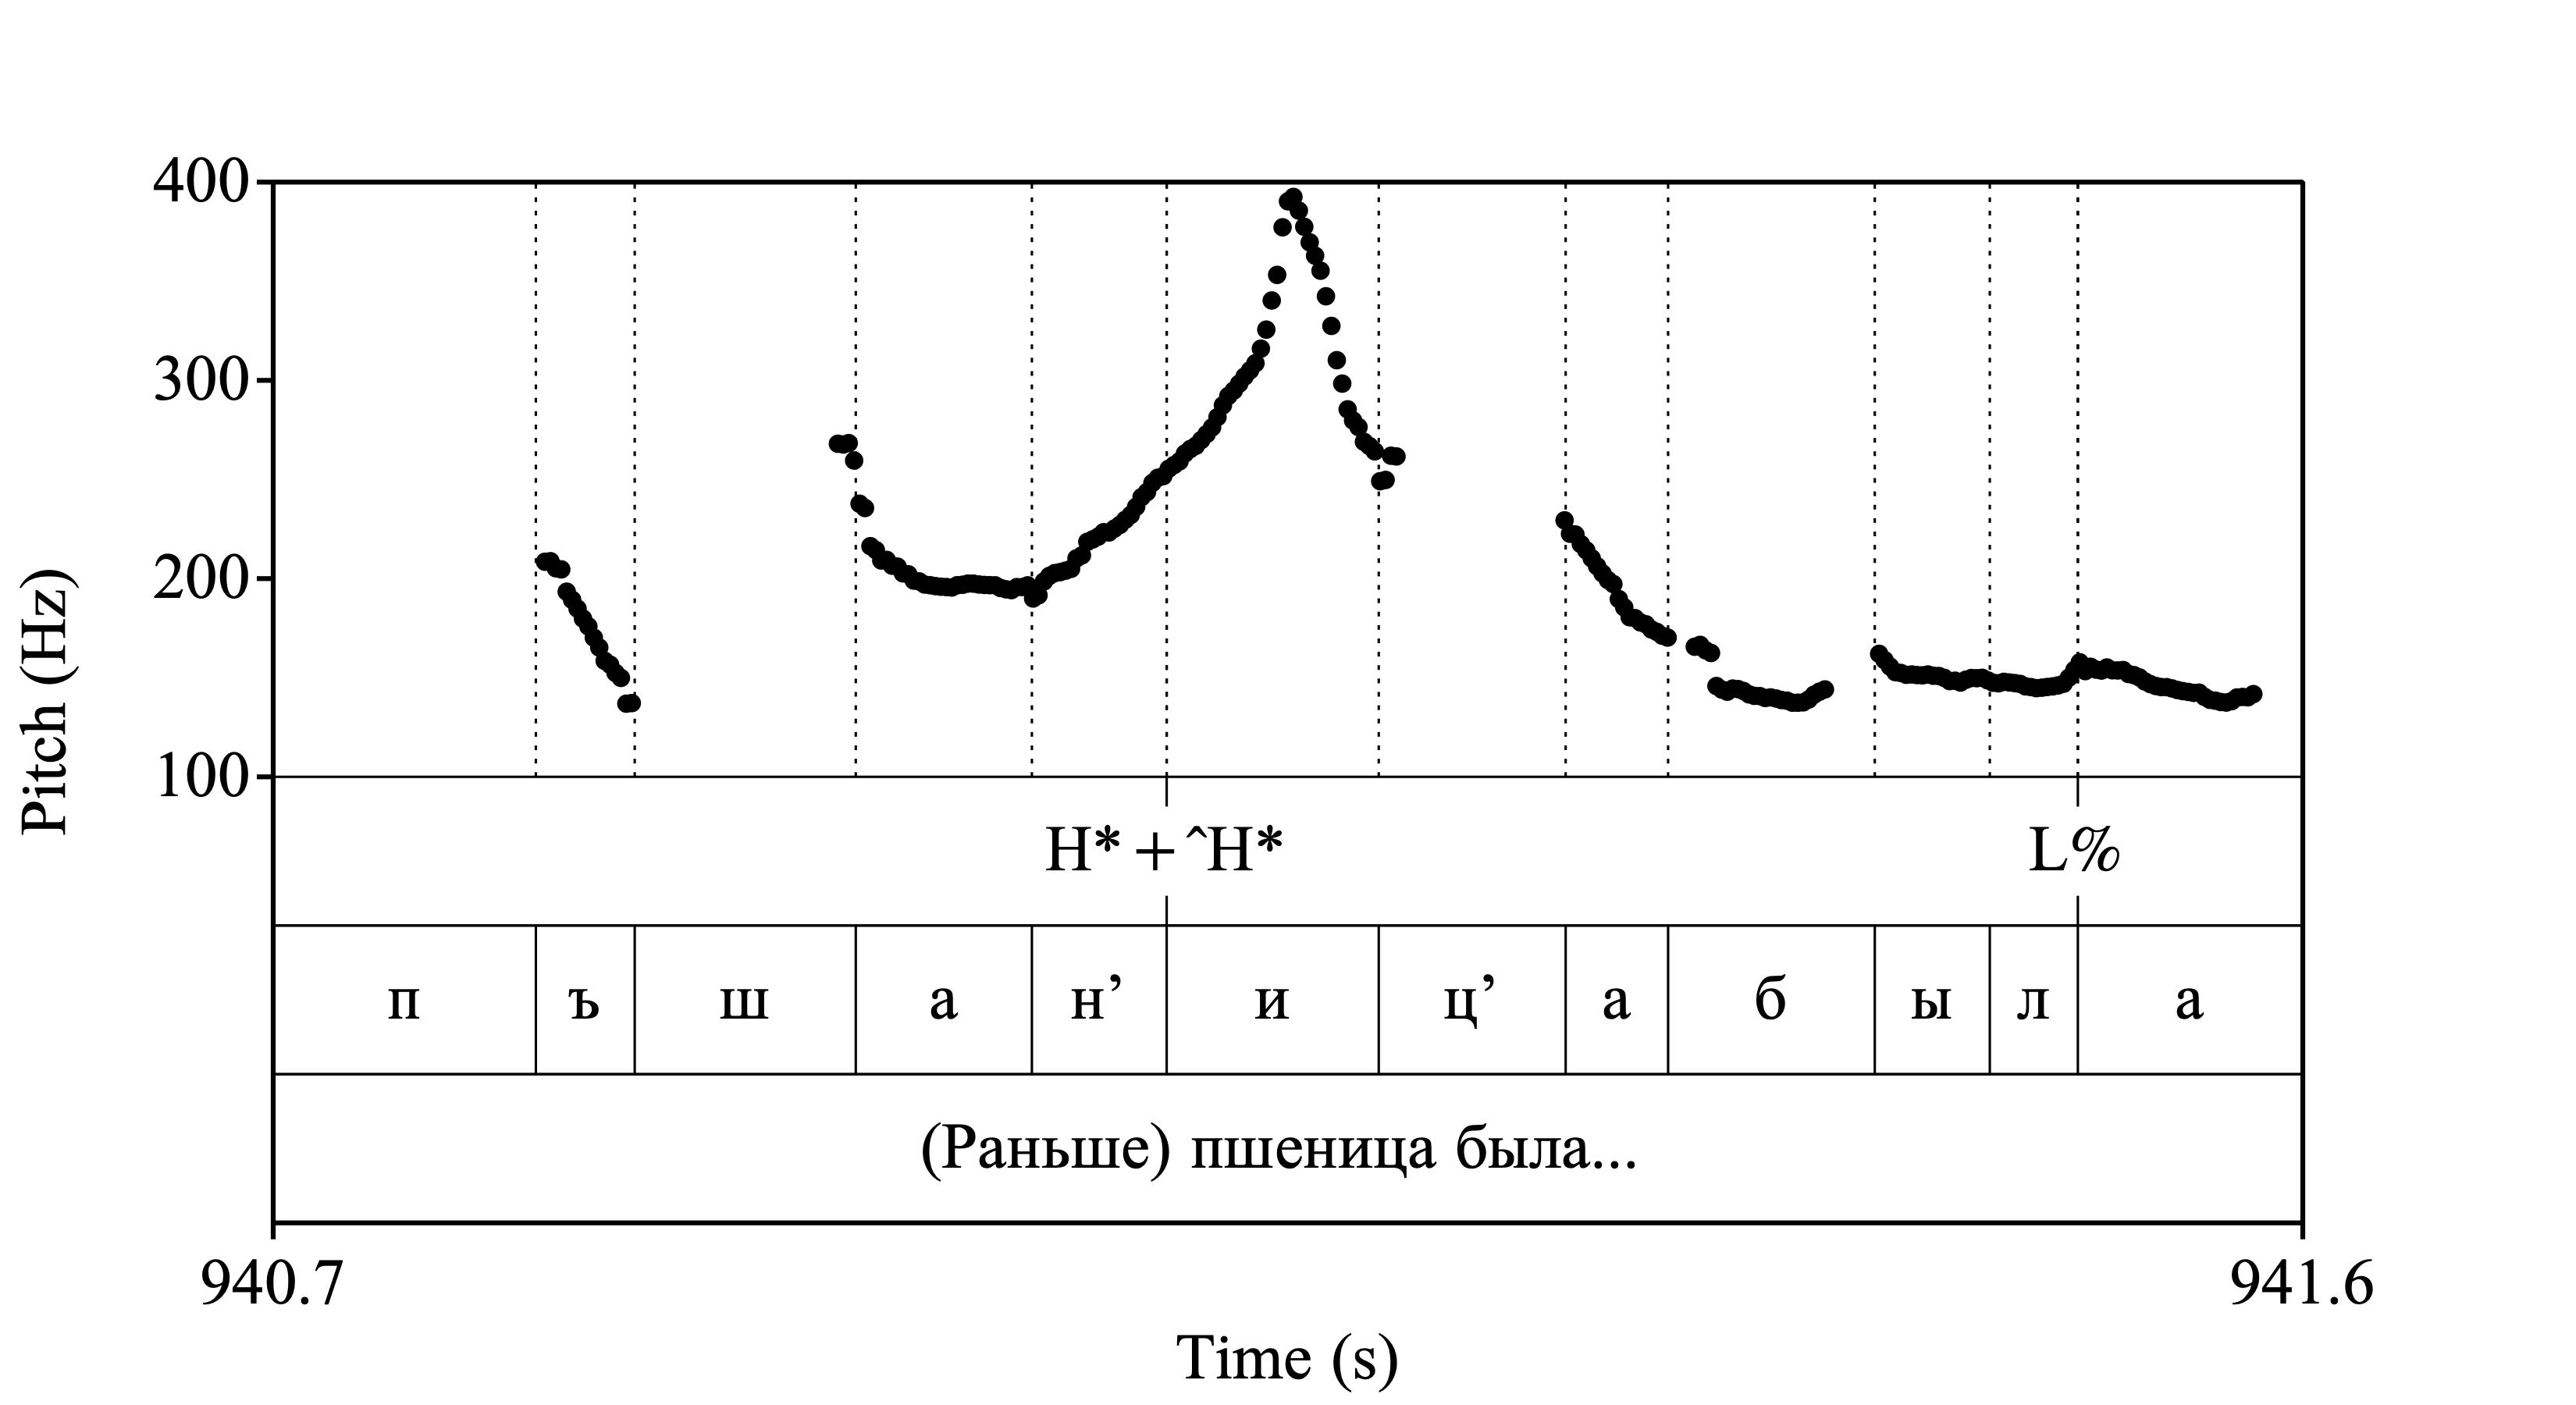 400
300
200
100
Pitch (Hz)
H* + ^H* L%
п ъ ш а н’ и ц’ а б ы л а
(Раньше) пшеница была...
940.7 941.6
Time (s)